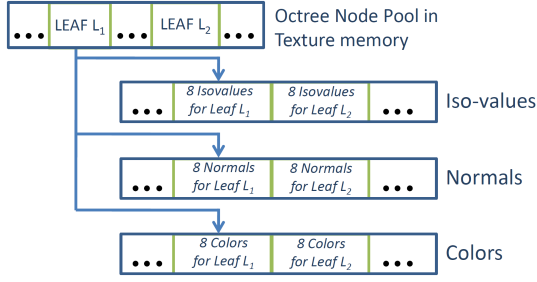 ... LEAF L1 ... LEAF L2 ...
Octree Node Pool in
Texture memory
... 8 Isovalues 8 Isovalues ...
for Leaf L1 for Leaf L2
Iso-values
... 8 Normals 8 Normals ...
for Leaf L1 for Leaf L2
Normals
... 8 Colors 8 Colors ...
for Leaf L1 for Leaf L2
Colors